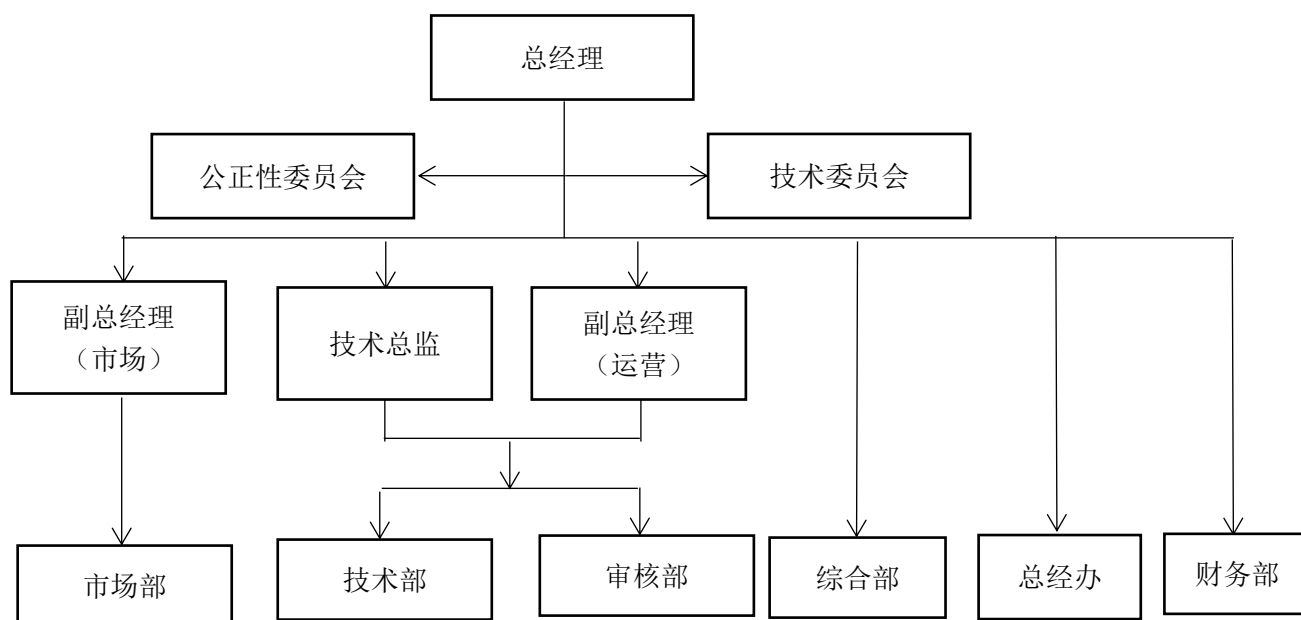 总经理
公正性委员会
技术委员会
副总经理
（市场）
技术总监
副总经理
（运营）
市场部
技术部
审核部
综合部
总经办
财务部